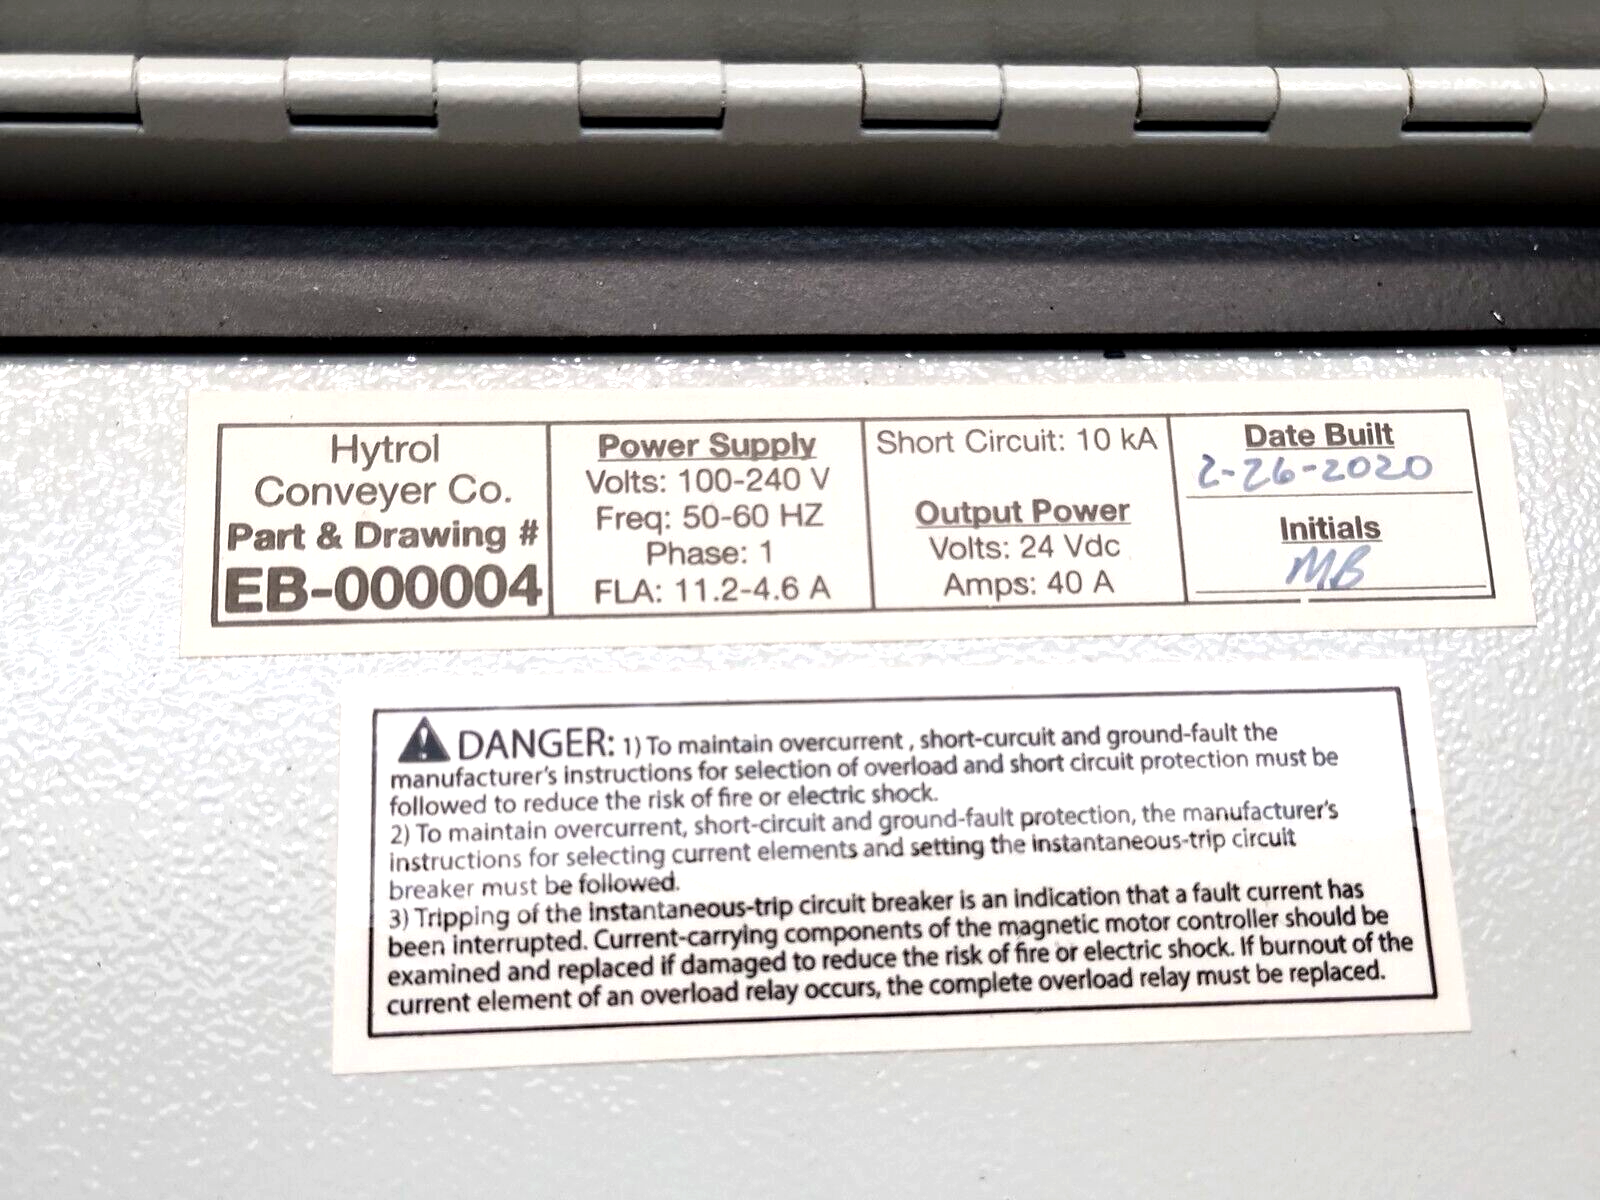 Hytrol
Conveyer Co.
Part & Drawing #
EB-000004
Power Supply
Volts: 100-240 V
Freq: 50-60 HZ
Phase: 1
FLA: 11.2-4.6 A
Short Circuit: 10 kA
Output Power
Volts: 24 Vdc
Amps: 40 A
Date Built
2-26-2020
Initials
MB
DANGER: 1) To maintain overcurrent , short-curcuit and ground-fault the
manufacturer's instructions for selection of overload and short circuit protection must be
followed to reduce the risk of fire or electric shock.
2) To maintain overcurrent, short-circuit and ground-fault protection, the manufacturer's
instructions for selecting current elements and setting the instantaneous-trip circuit
breaker must be followed.
3) Tripping of the instantaneous-trip circuit breaker is an indication that a fault current has
been interrupted. Current-carrying components of the magnetic motor controller should be
examined and replaced if damaged to reduce the risk of fire or electric shock. If burnout of the
current element of an overload relay occurs, the complete overload relay must be replaced.